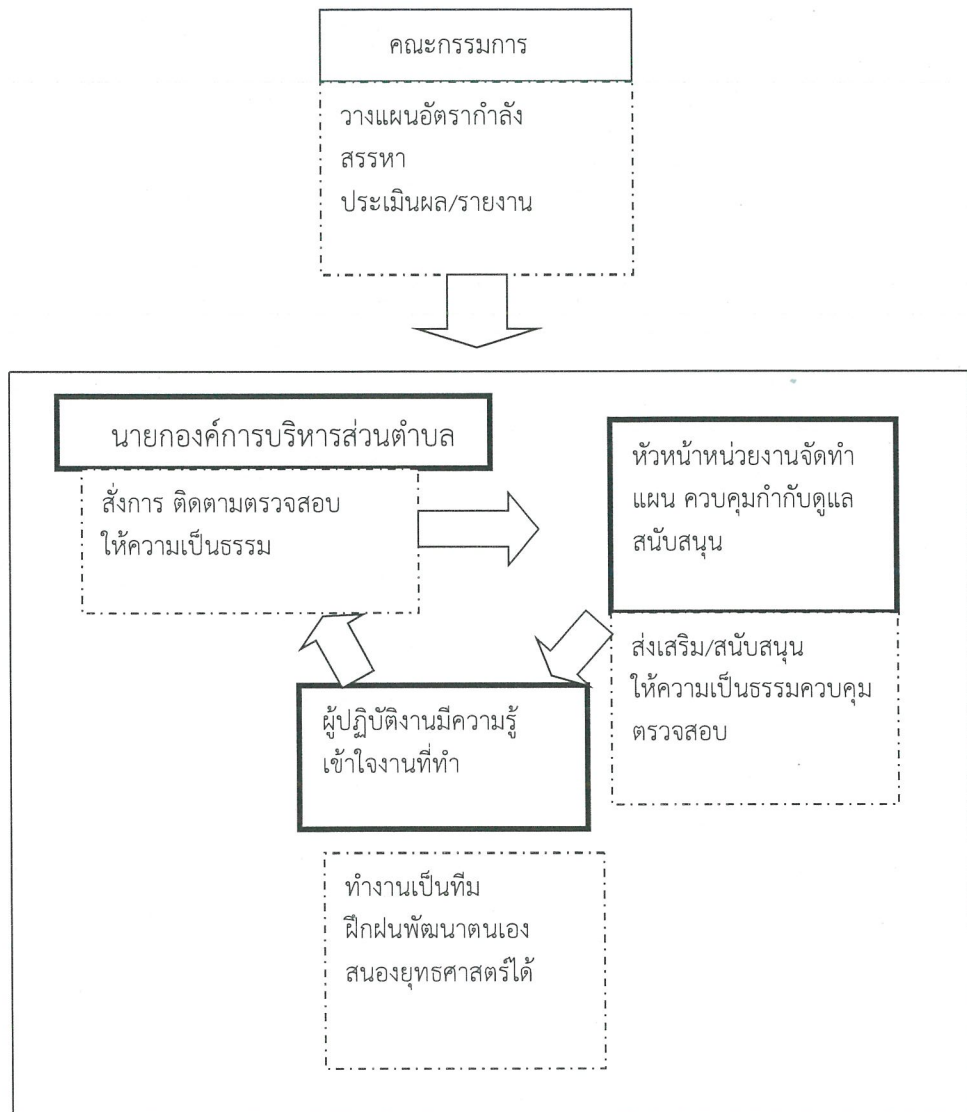 คณะกรรมการ
วางแผนอัตรากำลัง
สรรหา
ประเมินผล/รายงาน
นายกองค์การบริหารส่วนตำบล
สั่งการ ติดตามตรวจสอบ
ให้ความเป็นธรรม
หัวหน้าหน่วยงานจัดทำ
แผน ควบคุมกำกับดูแล
สนับสนุน
ส่งเสริม/สนับสนุน
ให้ความเป็นธรรมควบคุม
ตรวจสอบ
ผู้ปฏิบัติงานมีความรู้
เข้าใจงานที่ทำ
ทำงานเป็นทีม
ฝึกฝนพัฒนาตนเอง
สนองยุทธศาสตร์ได้